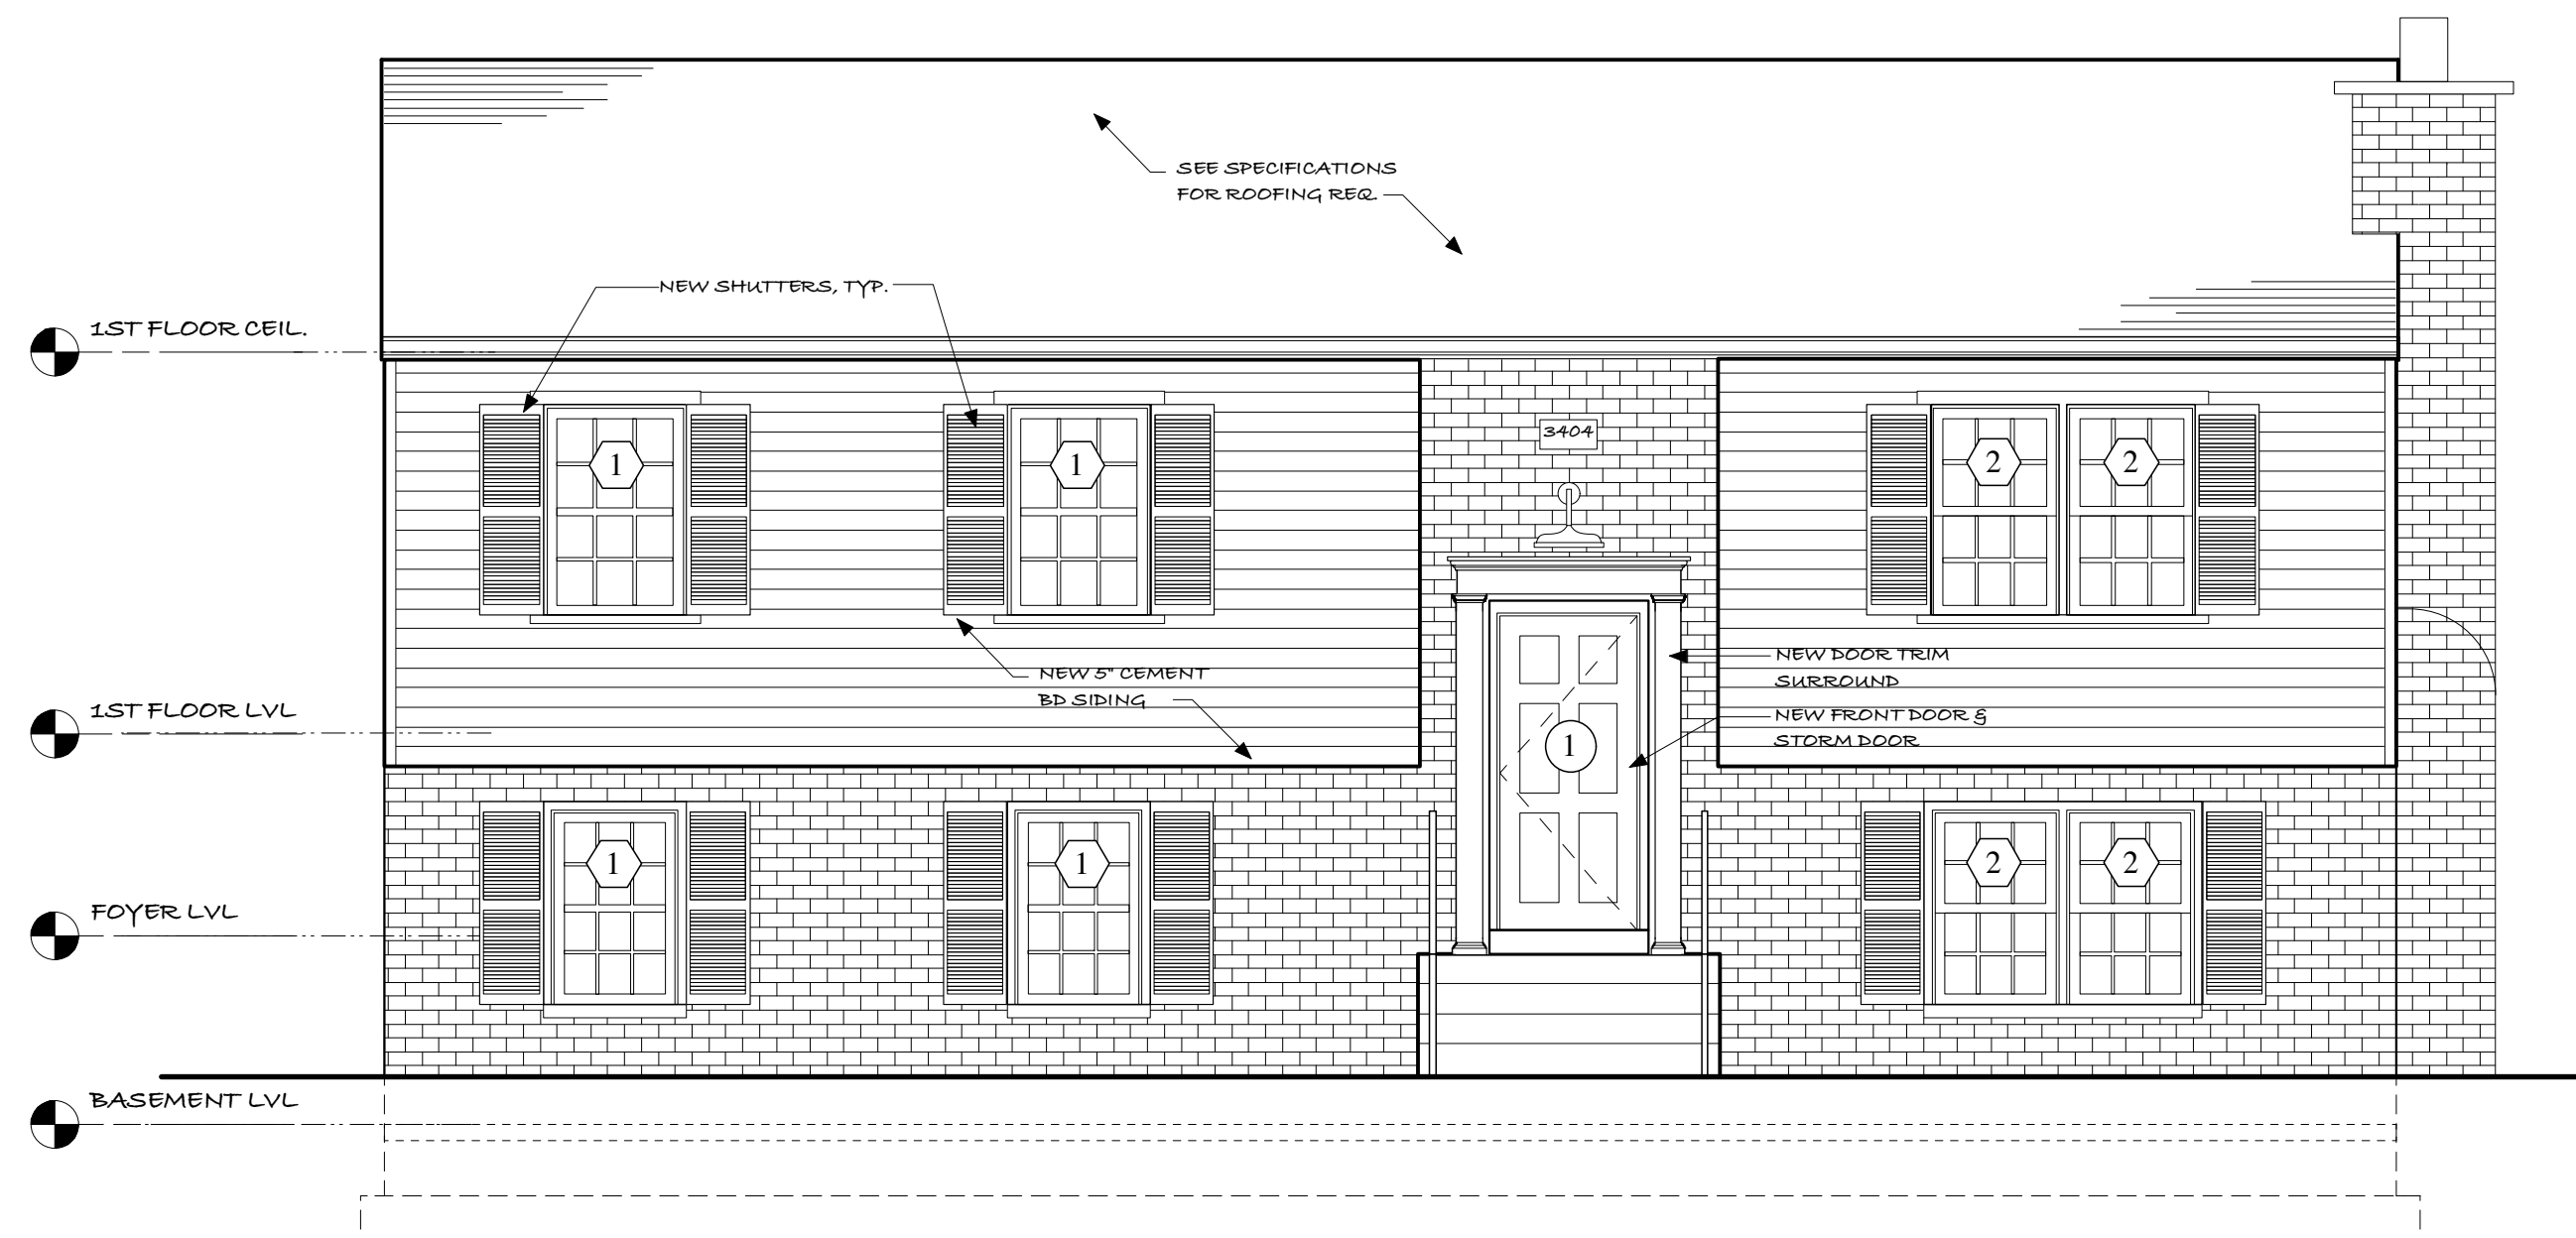 SEE SPECIFICATIONS
FOR ROOFING REQ.
NEW SHUTTERS, TYP.
1ST FLOOR CEIL.
3404
1
1
2
2
NEW 5" CEMENT
BD SIDING
NEW DOOR TRIM
SURROUND
1ST FLOOR LVL
NEW FRONT DOOR &
STORM DOOR
1
1
1
2
2
FOYER LVL
BASEMENT LVL